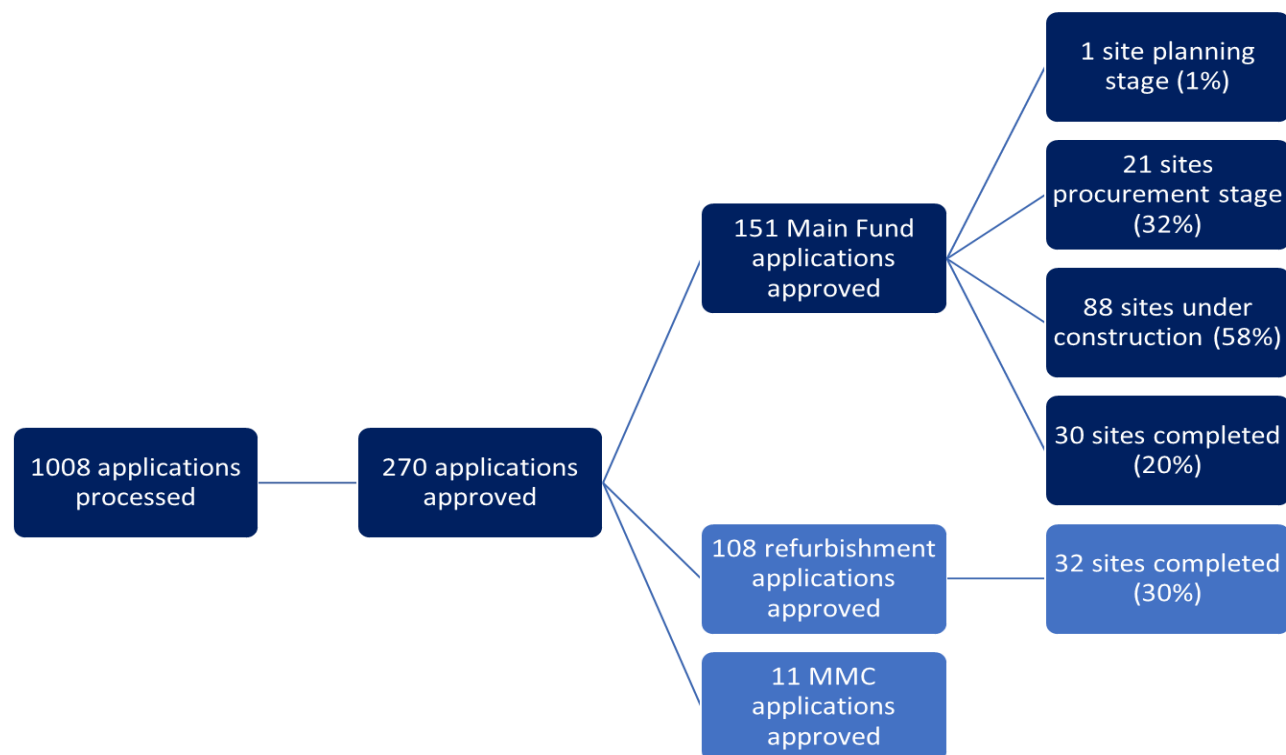 1008 applications
processed
270 applications
approved
151 Main Fund
applications
approved
1 site planning
stage (1%)
21 sites
procurement stage
(32%)
88 sites under
construction (58%)
30 sites completed
(20%)
108 refurbishment
applications
approved
32 sites completed
(30%)
11 MMC
applications
approved